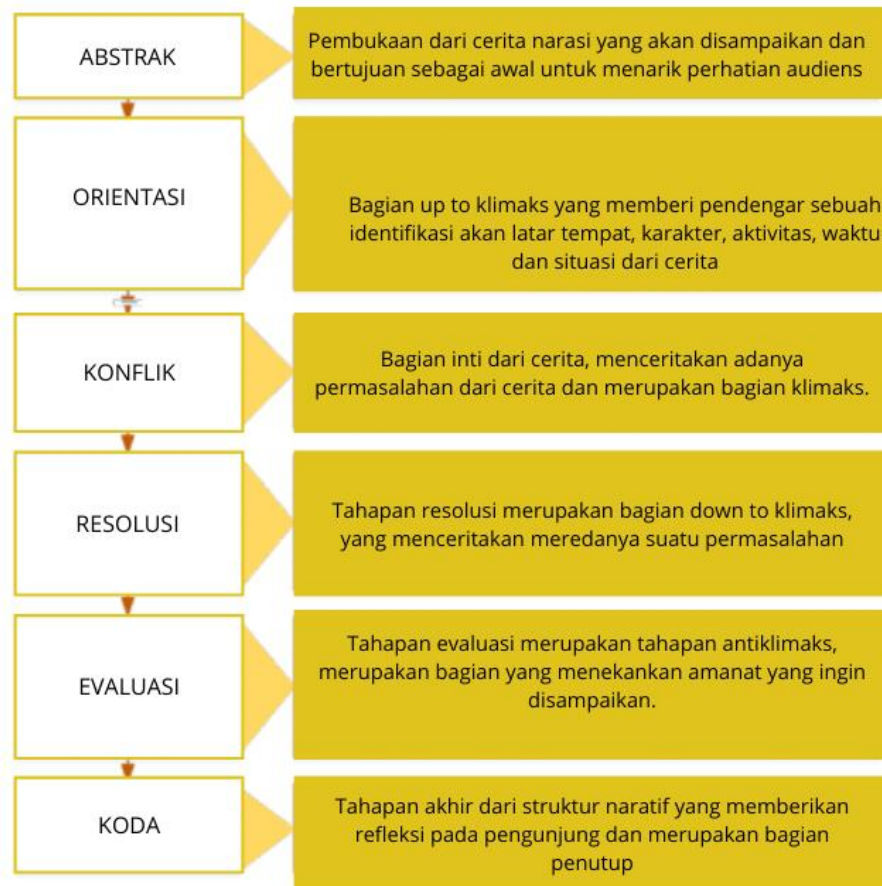 ABSTRAK
Pembukaan dari cerita narasi yang akan disampaikan dan
bertujuan sebagai awal untuk menarik perhatian audiens
ORIENTASI
Bagian up to klimaks yang memberi pendengar sebuah
identifikasi akan latar tempat, karakter, aktivitas, waktu
dan situasi dari cerita
KONFLIK
Bagian inti dari cerita, menceritakan adanya
permasalahan dari cerita dan merupakan bagian klimaks.
RESOLUSI
Tahapan resolusi merupakan bagian down to klimaks,
yang menceritakan meredanya suatu permasalahan
EVALUASI
Tahapan evaluasi merupakan tahapan antiklimaks,
merupakan bagian yang menekankan amanat yang ingin
disampaikan.
KODA
Tahapan akhir dari struktur naratif yang memberikan
refleksi pada pengunjung dan merupakan bagian
penutup